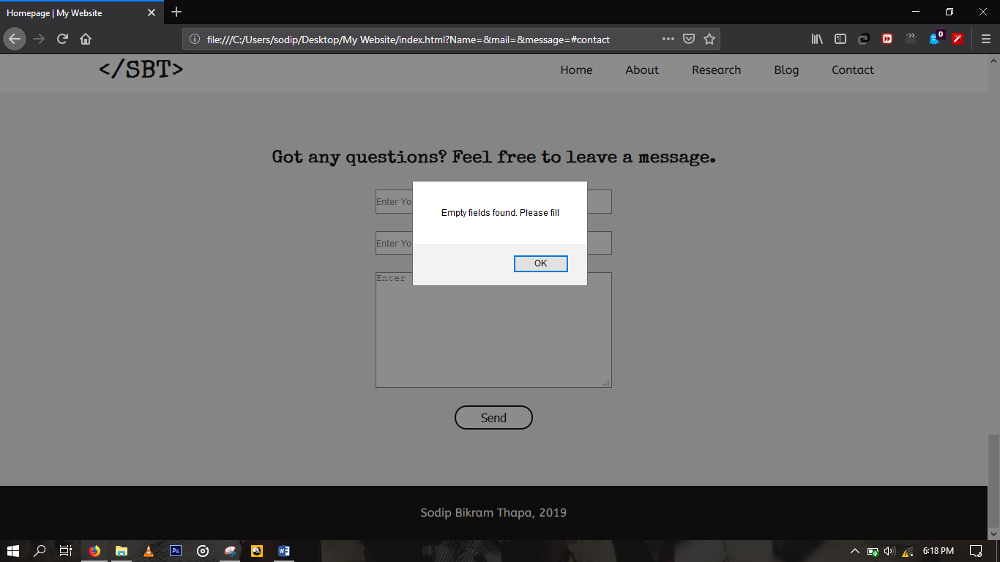 Homepage | My Website
file:///C:/Users/sodip/Desktop/My Website/index.html?Name=&mail=&message=#contact
0
</SBT>
Home About Research Blog Contact
Got any questions? Feel free to leave a message.
Enter Yo
Empty fields found. Please fill
Enter Yo
OK
Enter
Send
Sodip Bikram Thapa, 2019
Ps
W
6:18 PM